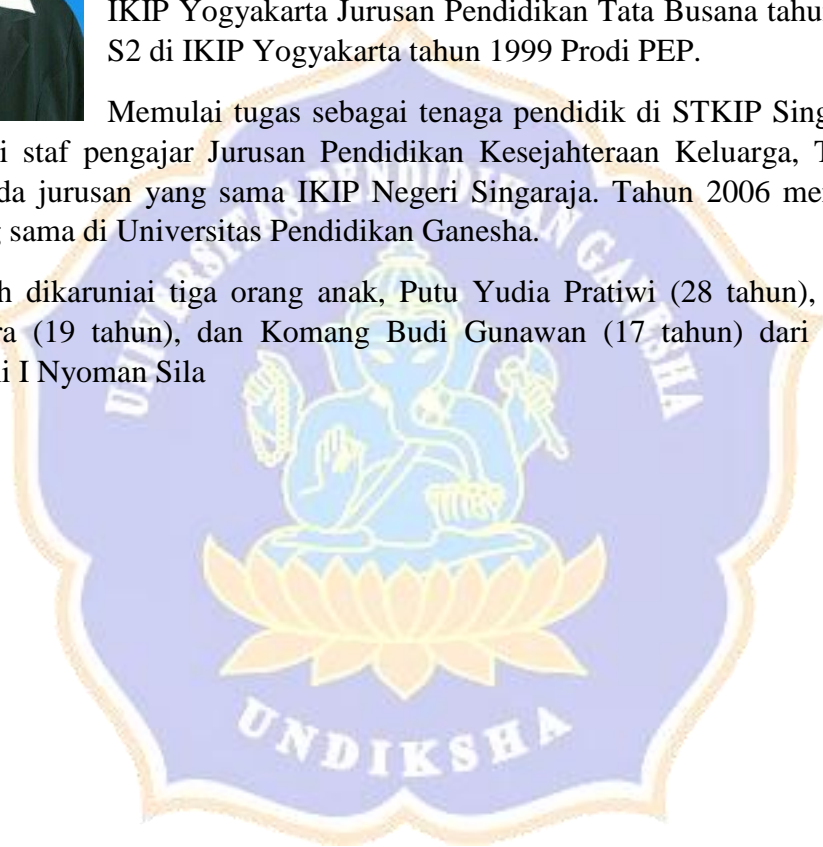 IKIP Yogyakarta Jurusan Pendidikan Tata Busana tahu
S2 di IKIP Yogyakarta tahun 1999 Prodi PEP.
Memulai tugas sebagai tenaga pendidik di STKIP Sing
i staf pengajar Jurusan Pendidikan Kesejahteraan Keluarga, T
da jurusan yang sama IKIP Negeri Singaraja. Tahun 2006 me
g sama di Universitas Pendidikan Ganesha.
h dikaruniai tiga orang anak, Putu Yudia Pratiwi (28 tahun),
ra (19 tahun), dan Komang Budi Gunawan (17 tahun) dari
i I Nyoman Sila
UNIVERSITAS PENDIDIKAN GANESHA
UNDIKSHA